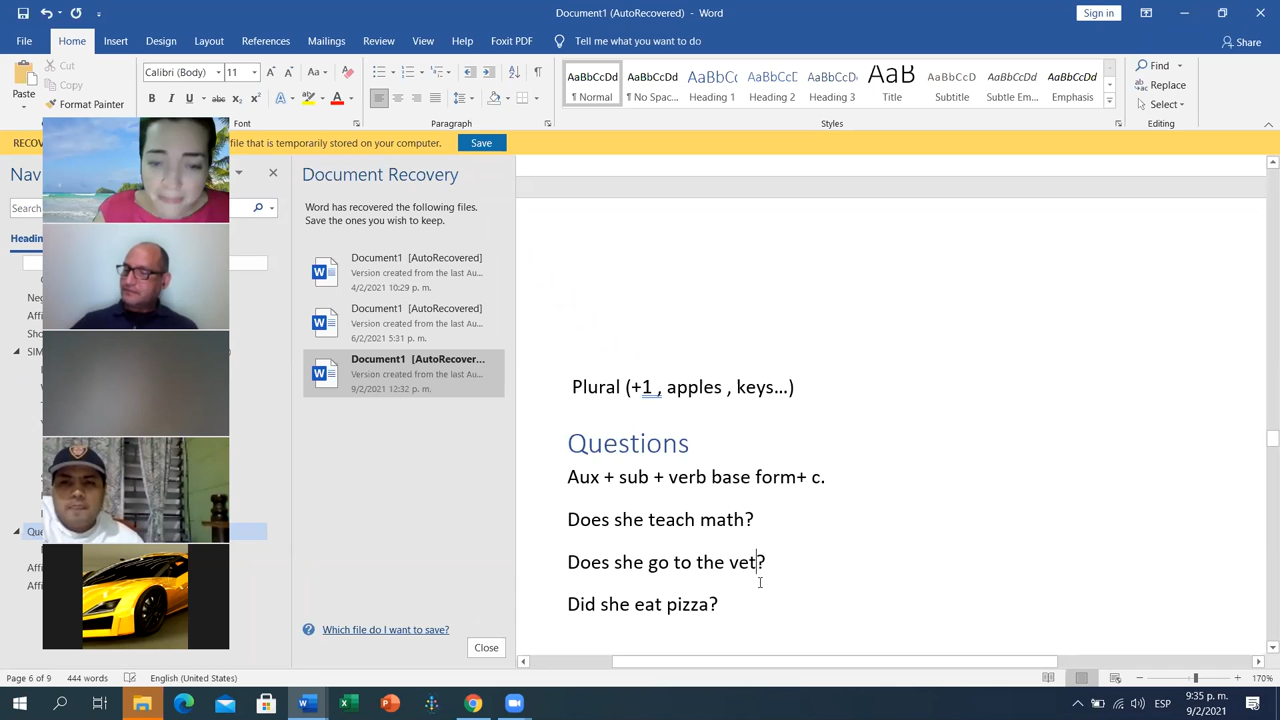 Document1 - Word
Sign in
File Home Insert Draw Design Layout References Mailings Review View Help Foxit PDF Tell me what you want to do Share
Cut
Copy
Format Painter
Paste
Calibri (Body) 11
Font
Paragraph
AaBbCcDd AaBbCcDd AaBbCc AaBbCcD AaBbCcD AaB AaBbCcD AaBbCcDd AaBbCcDd
¶ Normal ¶ No Spac... Heading 1 Heading 2 Heading 3 Title Subtitle Subtle Em... Emphasis
Styles
Find
Replace
Select
Editing
file that is temporarily stored on your computer. Save
Nav
Search
Document Recovery
Word has recovered the following files.
Save the ones you wish to keep.
Document1 [AutoRecovered]
Version created from the last Au...
4/2/2021 10:29 p. m.
Document1 [AutoRecovered]
Version created from the last Au...
6/2/2021 5:31 p. m.
Document1 [AutoRecover...
Version created from the last Au...
9/2/2021 12:32 p. m.
Which file do I want to save?
Close
Plural (+1 , apples , keys...)
Questions
Aux + sub + verb base form+ c.
Does she teach math?
Does she go to the vet?
Did she eat pizza?
Page 6 of 9 444 words English (United States) 170%
ESP
9:35 p. m.
9/2/2021